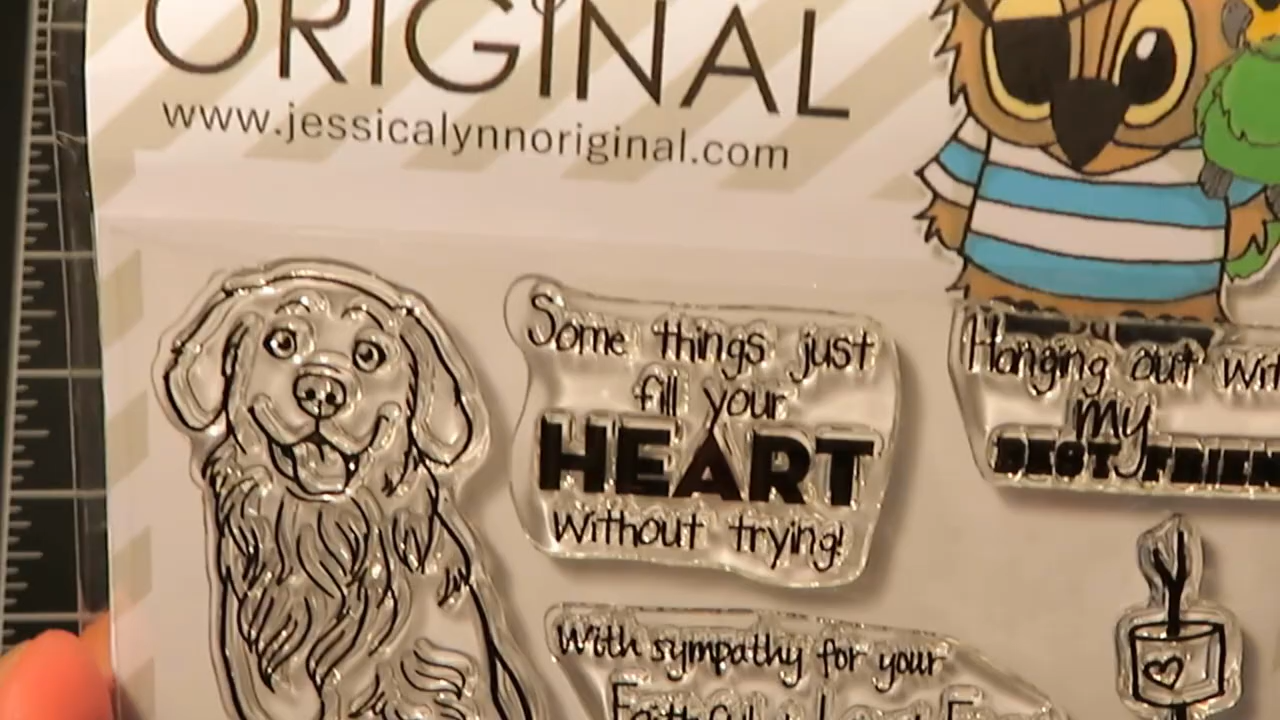 ORIGINAL
www.jessicalynnoriginal.com
Some things just
fill your
HEART
without trying!
Hanging out
my
BEST
With sympathy for your